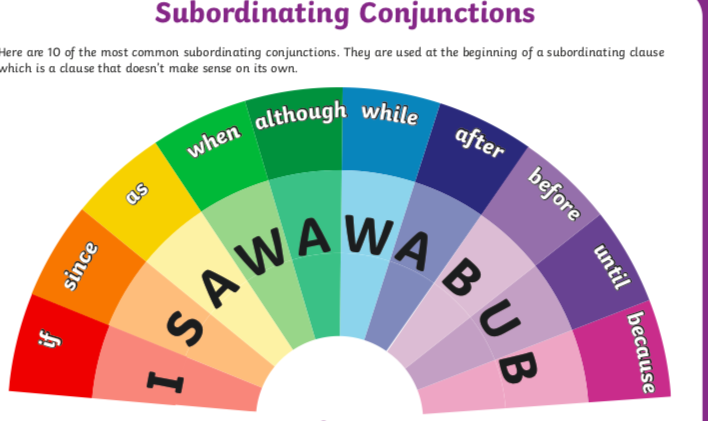 Subordinating Conjunctions
Here are 10 of the most common subordinating conjunctions. They are used at the beginning of a subordinating clause
which is a clause that doesn't make sense on its own.
if
since
as
when
although
while
after
before
until
because
I
S
A
W
A
W
A
B
U
B